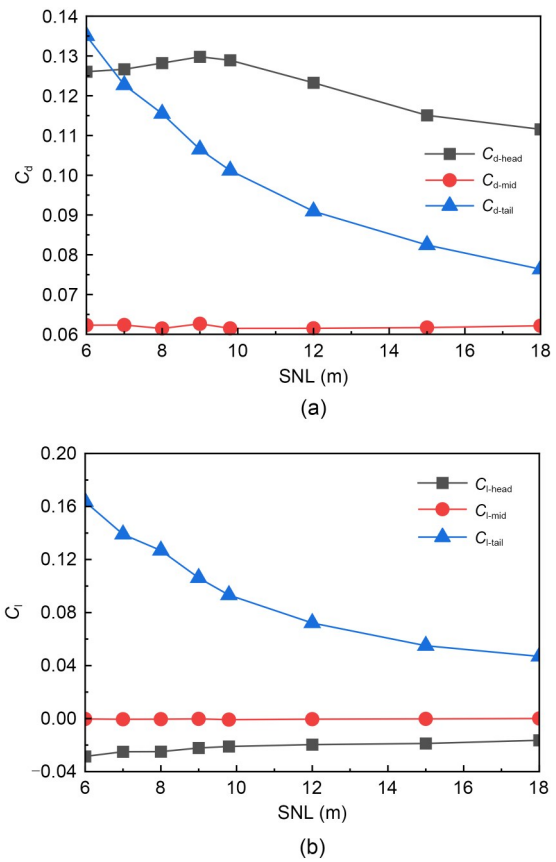 0.14
0.13
0.12
0.11
0.10
0.09
0.08
0.07
0.06
Cd
Cd-head
Cd-mid
Cd-tail
6 8 10 12 14 16 18
SNL (m)
(a)
0.20
0.16
0.12
0.08
0.04
0.00
−0.04
Cl
Cl-head
Cl-mid
Cl-tail
6 8 10 12 14 16 18
SNL (m)
(b)